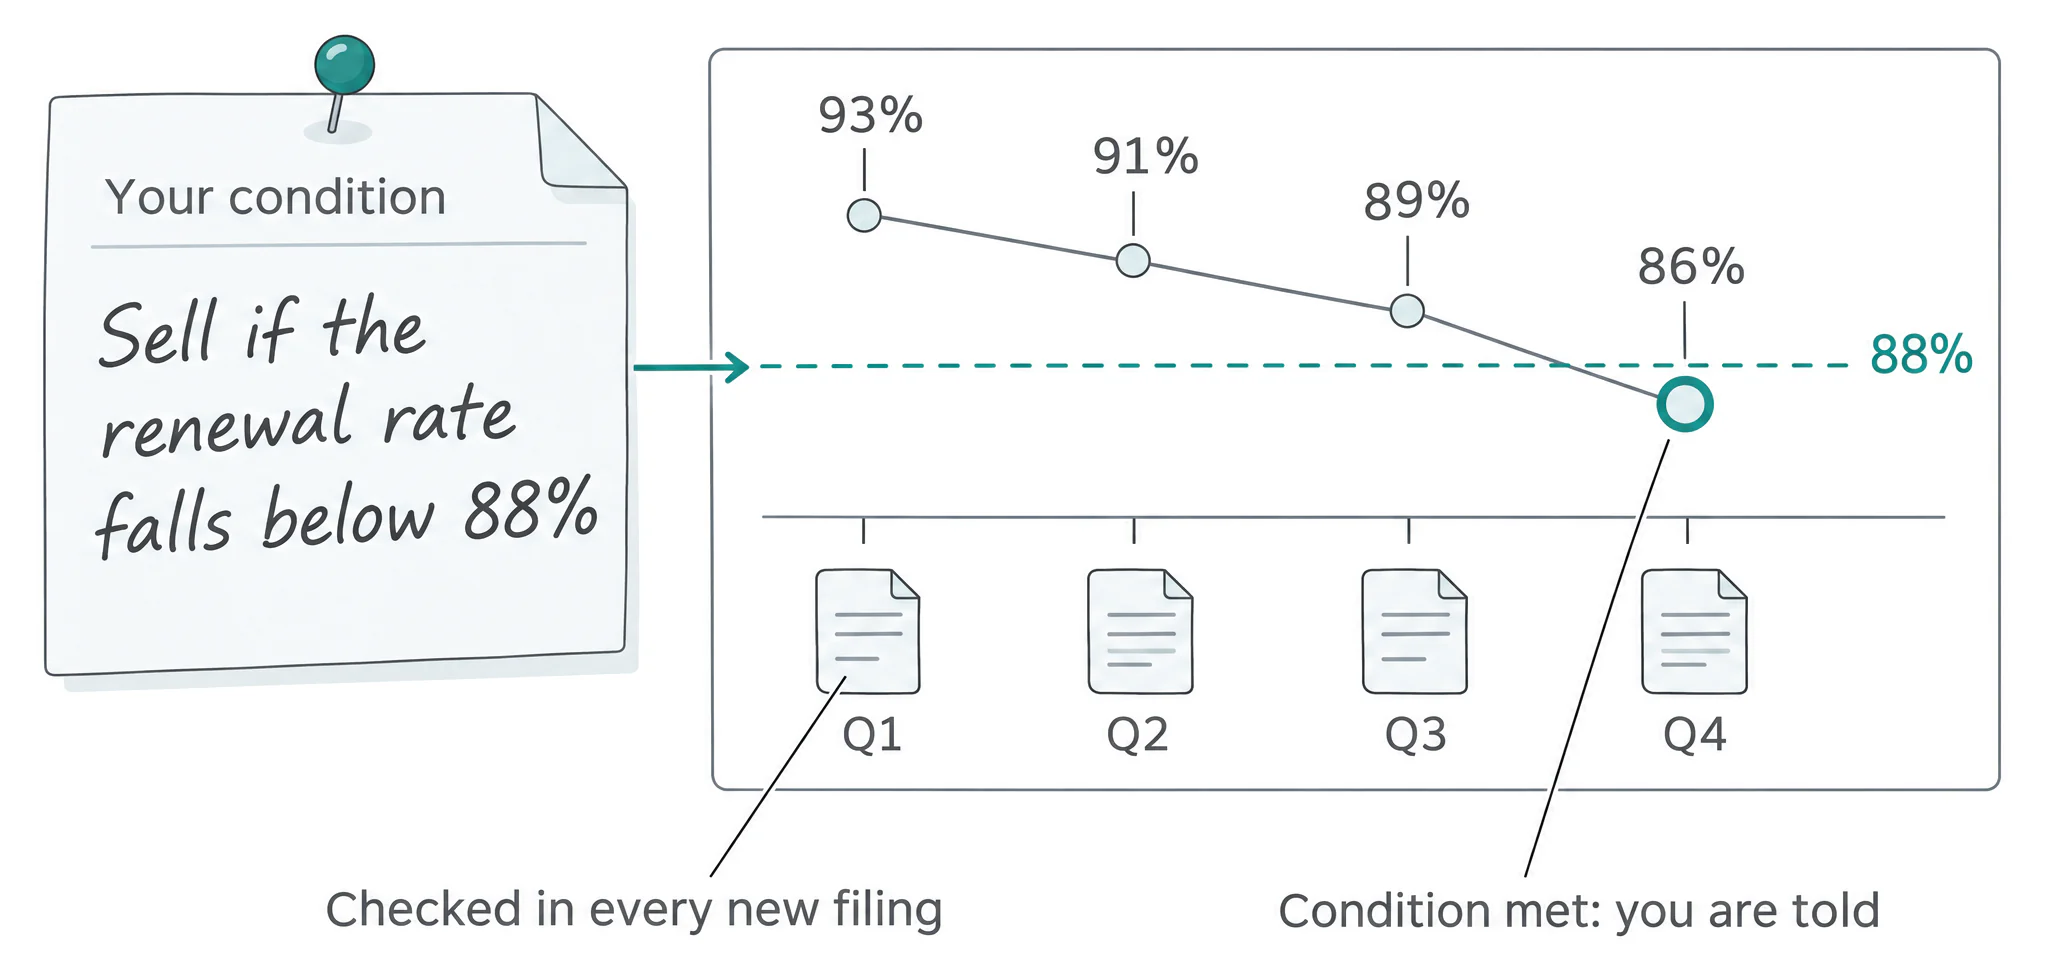 Your condition
Sell if the
renewal rate
falls below 88%
93%
91%
89%
86%
88%
Q1
Q2
Q3
Q4
Checked in every new filing
Condition met: you are told